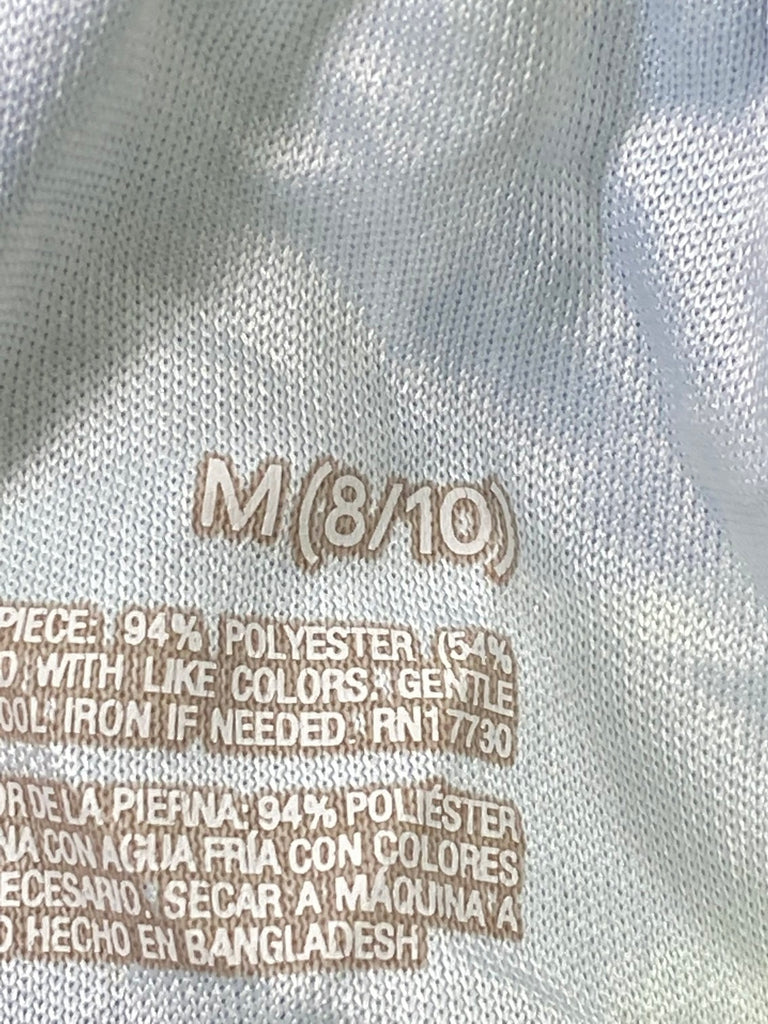 M (8/10)
PIECE: 94% POLYESTER (54%
D WITH LIKE COLORS. GENTLE
OOL IRON IF NEEDED. RN17730
OR DE LA PIERNA: 94% POLIÉSTER
NA CON AGUA FRÍA CON COLORES
ECESARIO. SECAR A MÁQUINA A
O HECHO EN BANGLADESH